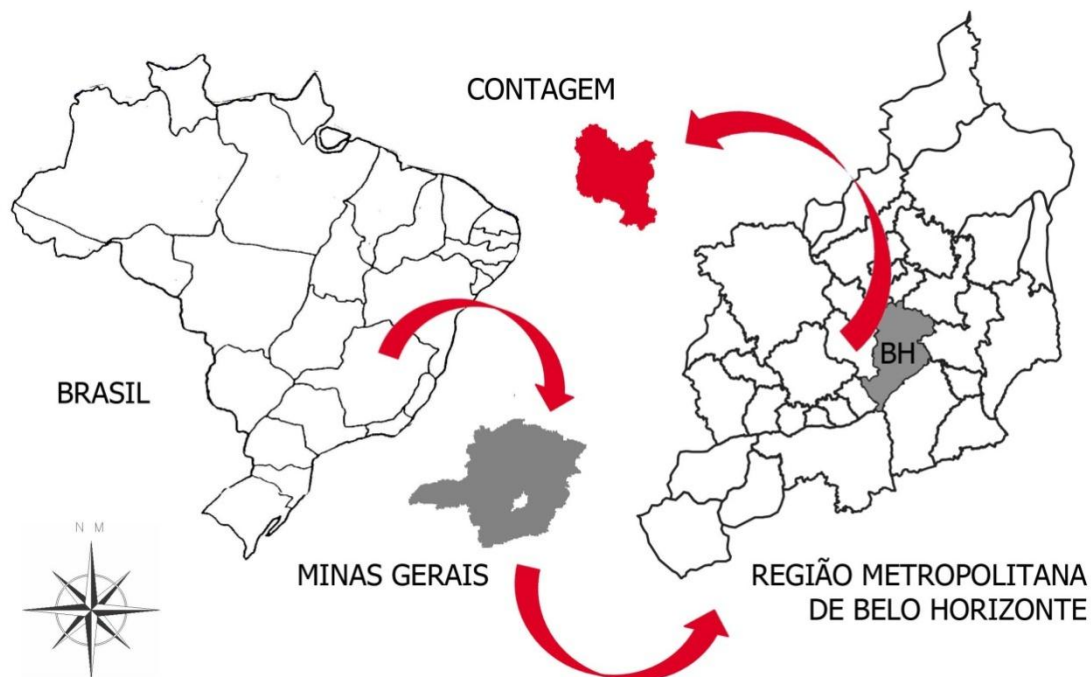 CONTAGEM
BH
BRASIL
MINAS GERAIS
REGIÃO METROPOLITANA
DE BELO HORIZONTE
N M